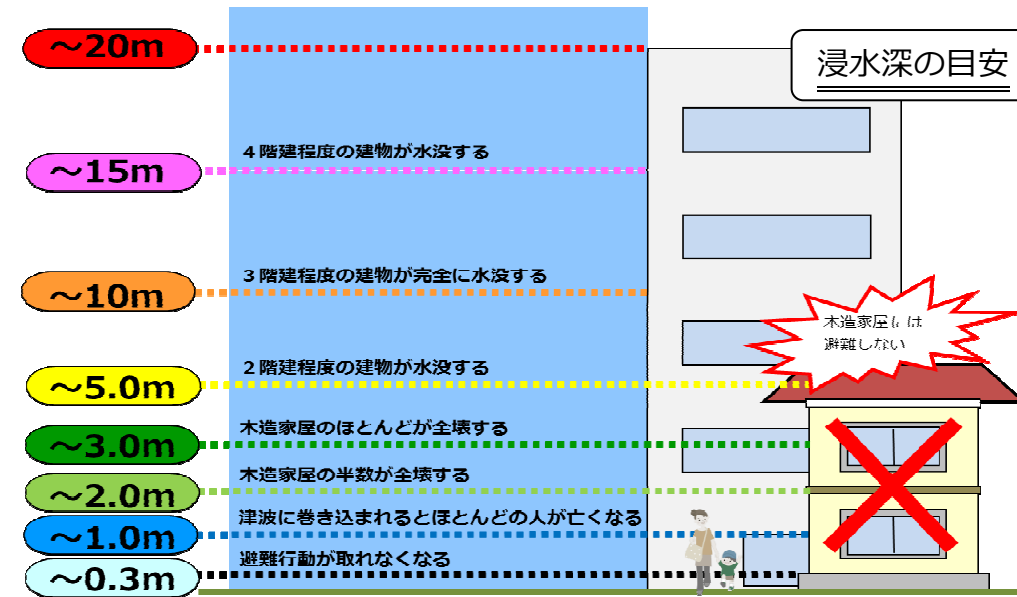 浸水深の目安
～20m
4階建程度の建物が水没する
～15m
3階建程度の建物が完全に水没する
～10m
木造家屋には
避難しない
2階建程度の建物が水没する
～5.0m
木造家屋のほとんどが全壊する
～3.0m
木造家屋の半数が全壊する
～2.0m
津波に巻き込まれるとほとんどの人が亡くなる
～1.0m
避難行動が取れなくなる
～0.3m